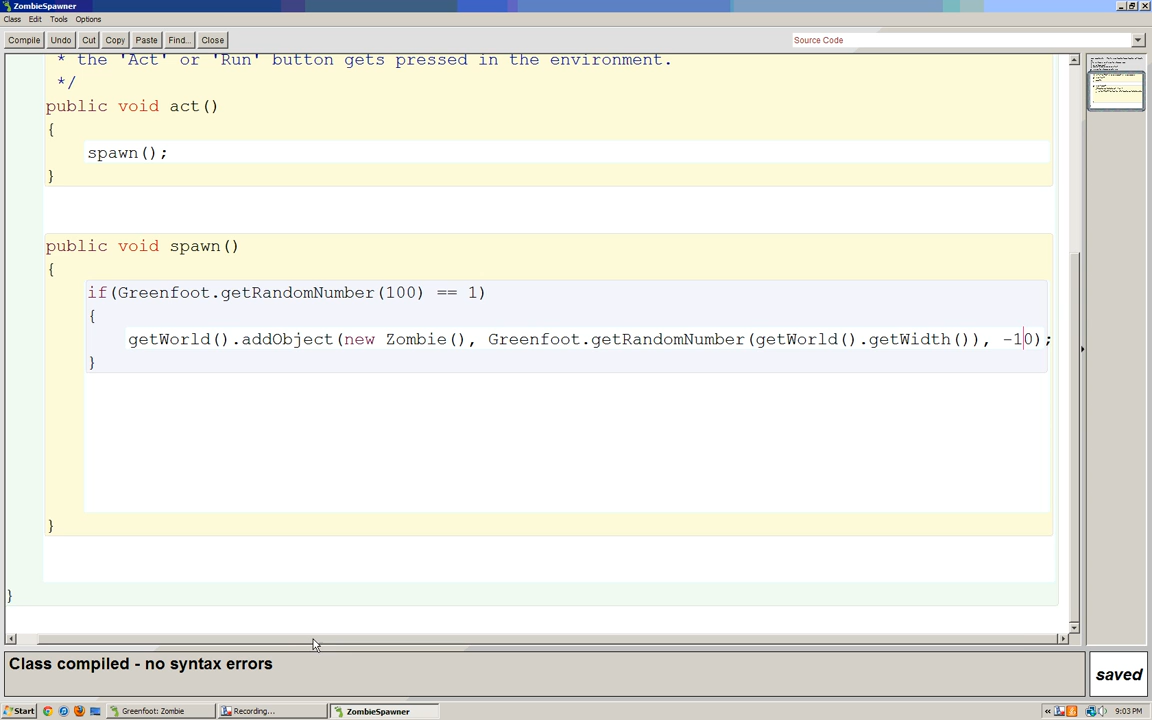 ZombieSpawner
Class Edit Tools Options
Compile Undo Cut Copy Paste Find... Close Source Code
* the 'Act' or 'Run' button gets pressed in the environment.
*/
public void act()
{
spawn();
}
public void spawn()
{
if(Greenfoot.getRandomNumber(100) == 1)
{
getWorld().addObject(new Zombie(), Greenfoot.getRandomNumber(getWorld().getWidth()), -10);
}
}
}
Class compiled - no syntax errors
saved
Start Greenfoot: Zombie Recording... ZombieSpawner « 9:03 PM